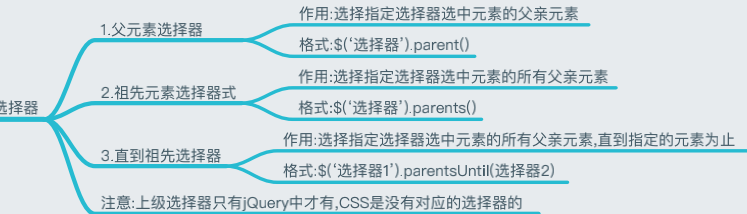 选择器
1.父元素选择器
作用:选择指定选择器选中元素的父亲元素
格式:$(‘选择器’).parent()
2.祖先元素选择器式
作用:选择指定选择器选中元素的所有父亲元素
格式:$(‘选择器’).parents()
3.直到祖先选择器
作用:选择指定选择器选中元素的所有父亲元素,直到指定的元素为止
格式:$(‘选择器1’).parentsUntil(选择器2)
注意:上级选择器只有jQuery中才有,CSS是没有对应的选择器的